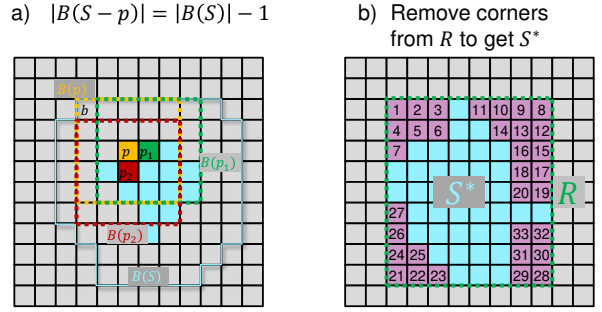 a) |B(S − p)| = |B(S)| − 1
b) Remove corners
from R to get S*
B(p)
b
p p₁
p₂
B(p₁)
B(p₂)
B(S)
1 2 3 11 10 9 8
4 5 6 14 13 12
7 16 15
18 17
20 19
S* R
27
26 33 32
24 25 31 30
21 22 23 29 28